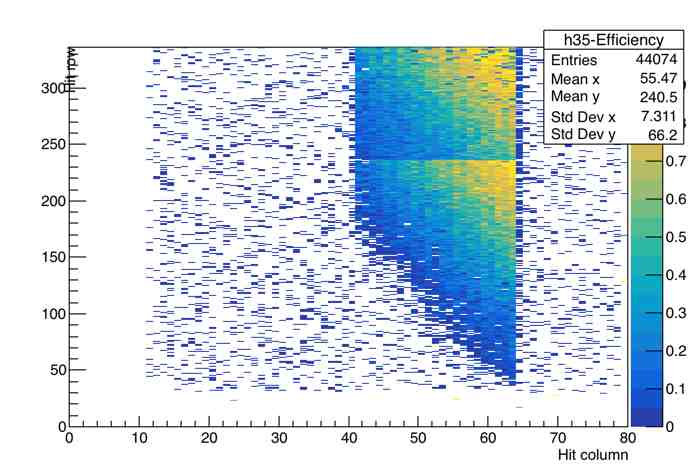 h35-Efficiency
Entries 44074
Mean x 55.47
Mean y 240.5
Std Dev x 7.311
Std Dev y 66.2
300
250
200
150
100
50
0
0 10 20 30 40 50 60 70 80
Hit column
0.7
0.6
0.5
0.4
0.3
0.2
0.1
0